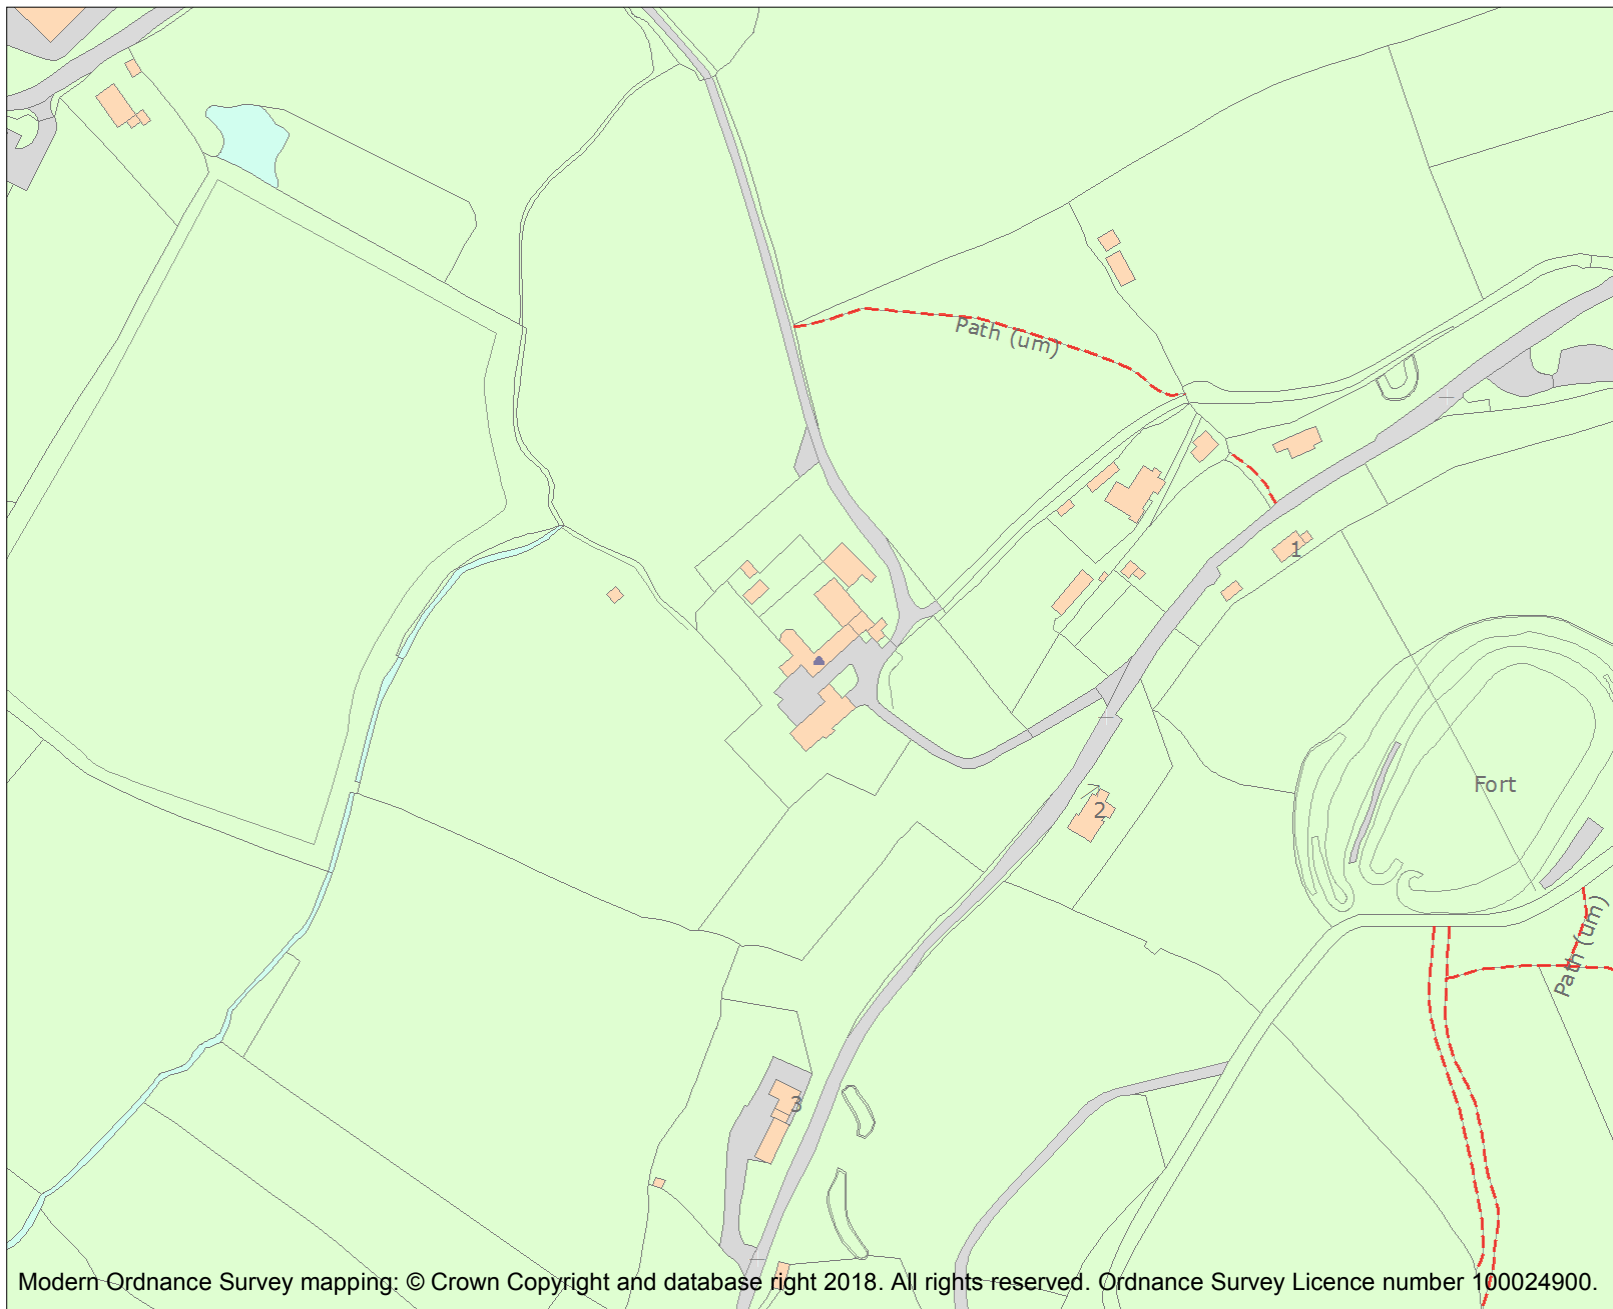 Path (um)
1
Fort
2
Path (um)
3
Modern Ordnance Survey mapping: © Crown Copyright and database right 2018. All rights reserved. Ordnance Survey Licence number 100024900.